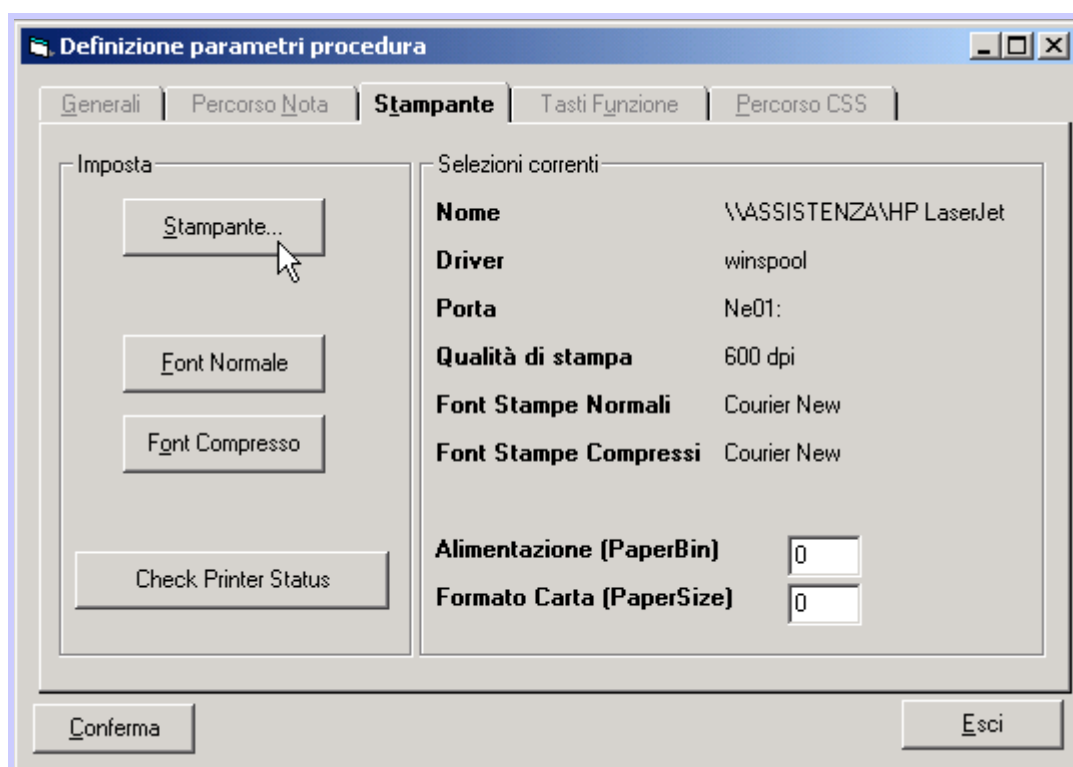 Definizione parametri procedura
Generali Percorso Nota Stampante Tasti Funzione Percorso CSS
Imposta
Stampante...
Font Normale
Font Compresso
Check Printer Status
Selezioni correnti
Nome \\ASSISTENZA\HP LaserJet
Driver winspool
Porta Ne01:
Qualità di stampa 600 dpi
Font Stampe Normali Courier New
Font Stampe Compressi Courier New
Alimentazione (PaperBin) 0
Formato Carta (PaperSize) 0
Conferma Esci